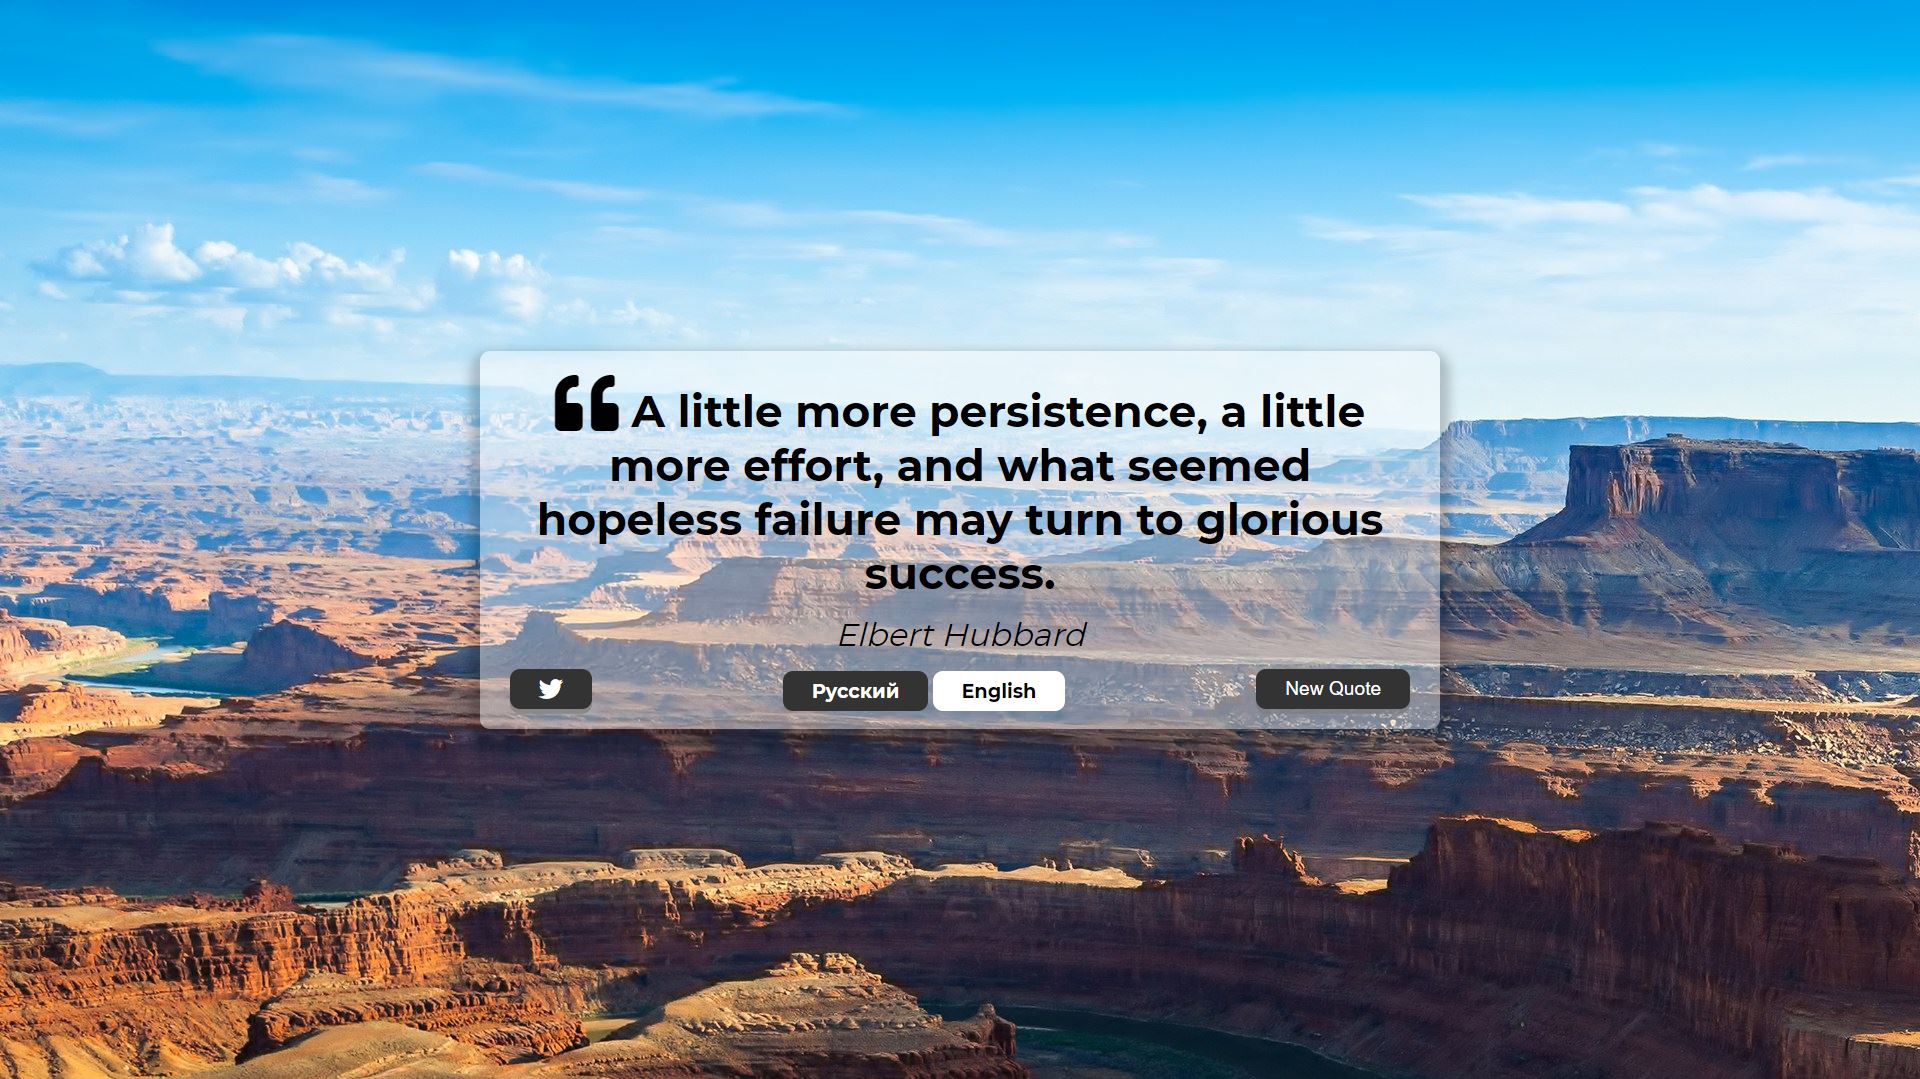 A little more persistence, a little
more effort, and what seemed
hopeless failure may turn to glorious
success.
Elbert Hubbard
Русский English New Quote